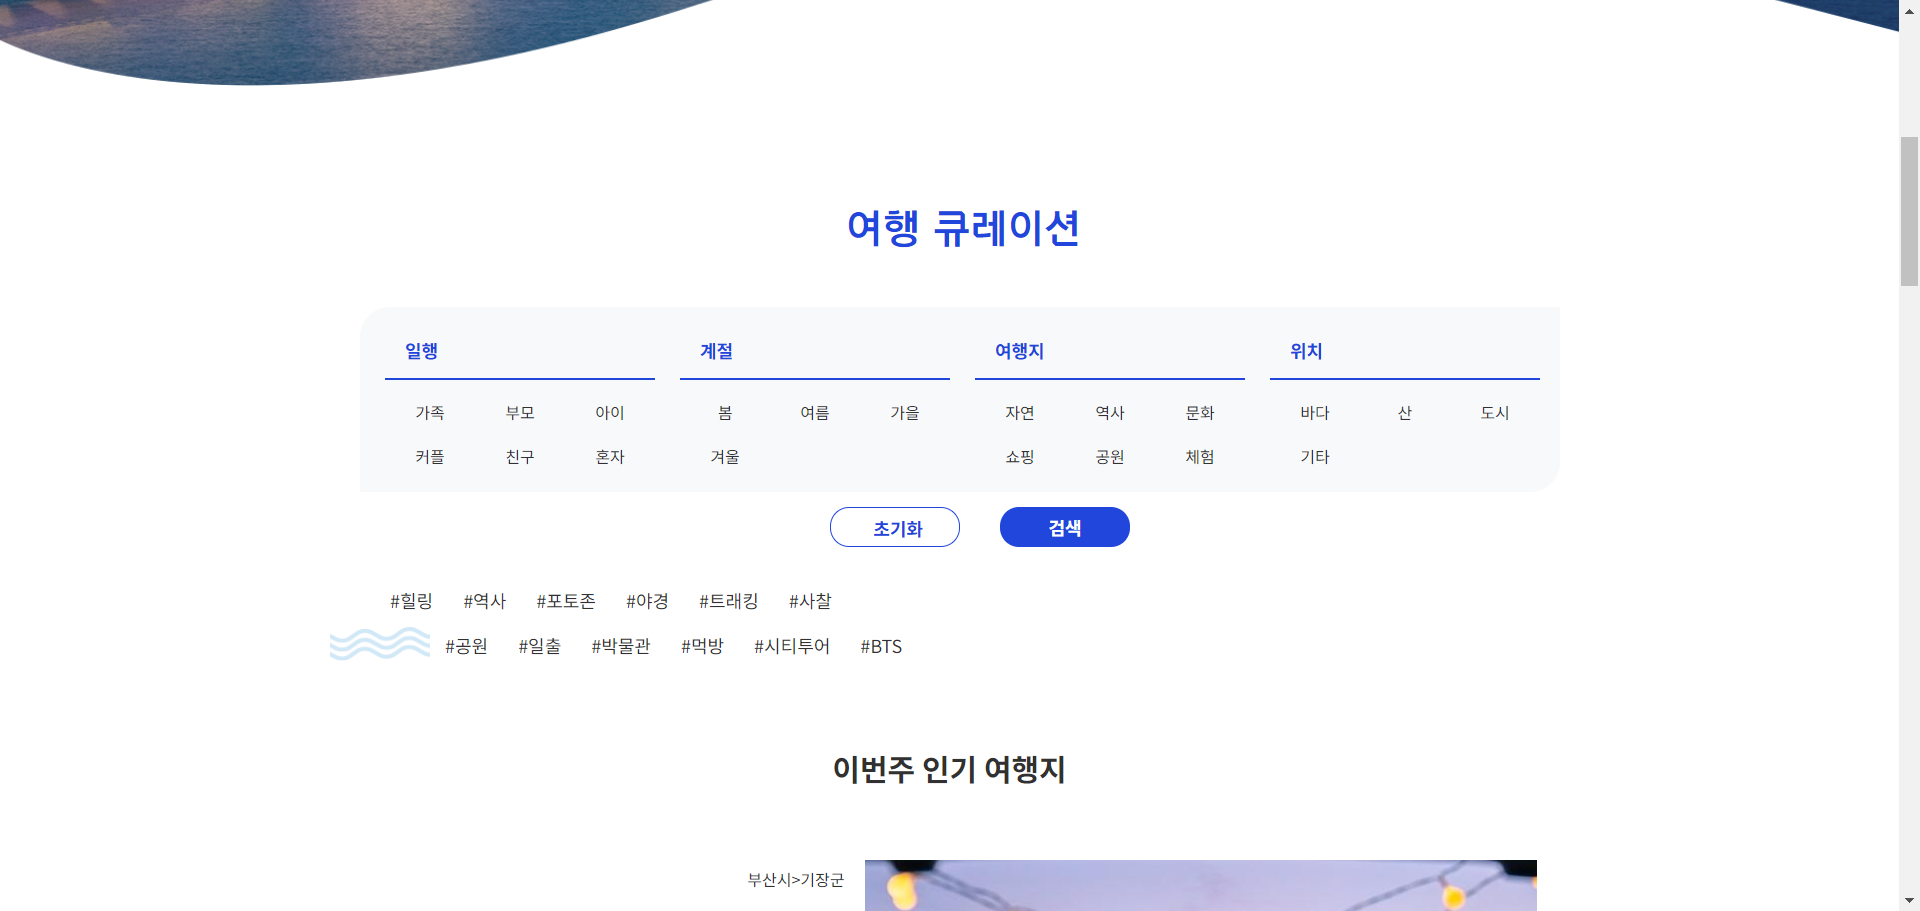 여행 큐레이션
일행 계절 여행지 위치
가족 부모 아이 봄 여름 가을 자연 역사 문화 바다 산 도시
커플 친구 혼자 겨울 쇼핑 공원 체험 기타
초기화 검색
#힐링 #역사 #포토존 #야경 #트래킹 #사찰
#공원 #일출 #박물관 #먹방 #시티투어 #BTS
이번주 인기 여행지
부산시>기장군